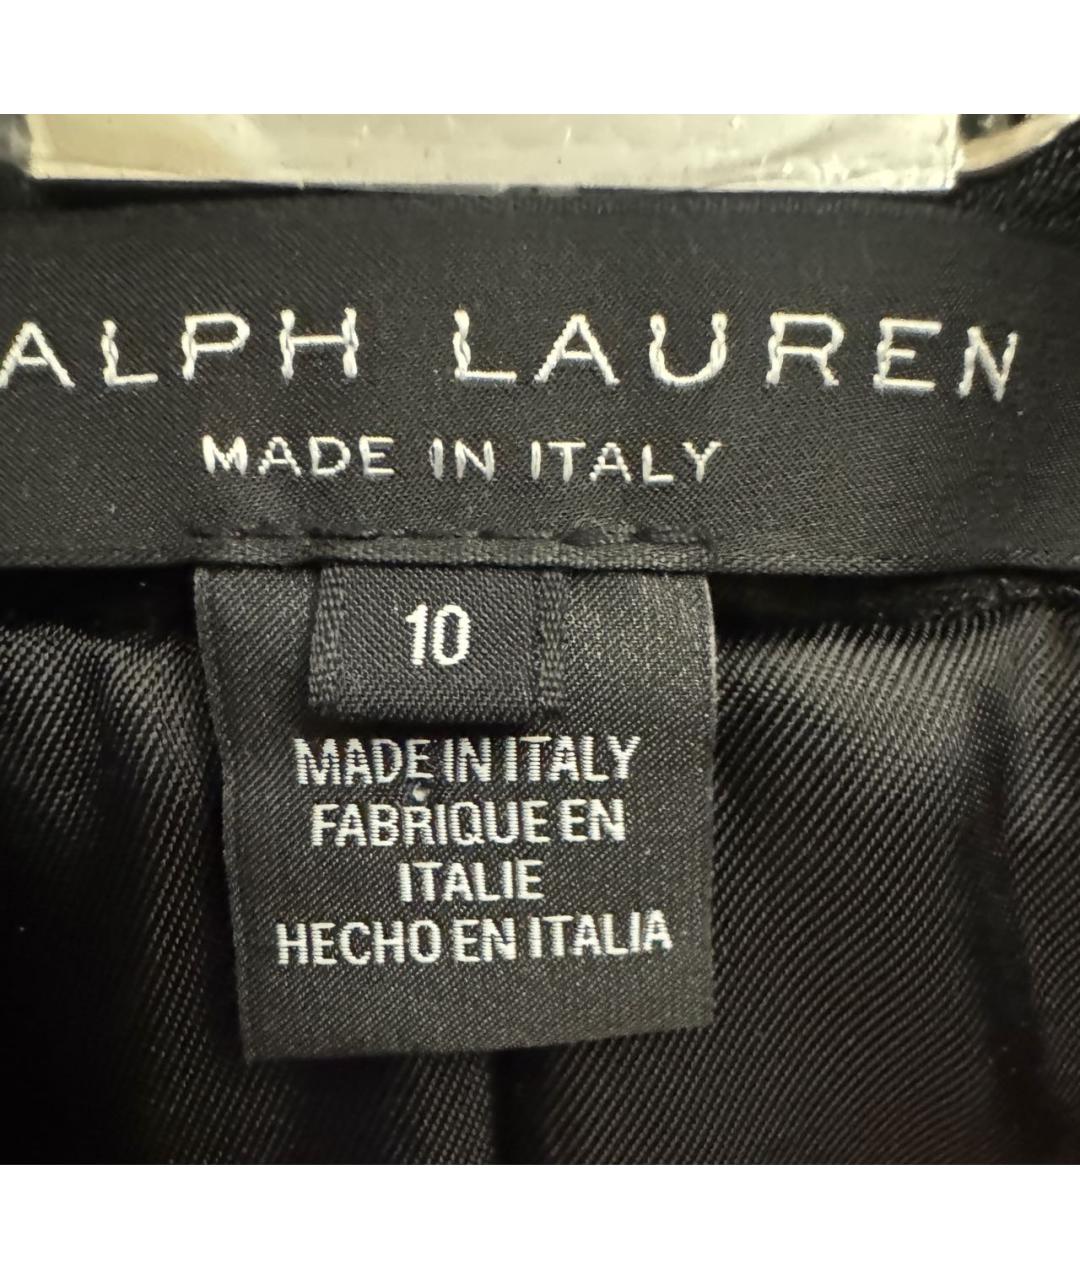 ALPH LAUREN
MADE IN ITALY
10
MADE IN ITALY
FABRIQUE EN
ITALIE
HECHO EN ITALIA